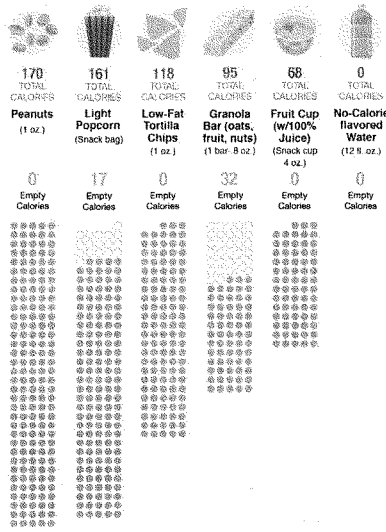 170
TOTAL
CALORIES
Peanuts
(1 oz.)
0
Empty
Calories
161
TOTAL
CALORIES
Light
Popcorn
(Snack bag)
17
Empty
Calories
118
TOTAL
CALORIES
Low-Fat
Tortilla
Chips
(1 oz.)
0
Empty
Calories
95
TOTAL
CALORIES
Granola
Bar (oats,
fruit, nuts)
(1 bar-.8 oz.)
32
Empty
Calories
68
TOTAL
CALORIES
Fruit Cup
(w/100%
Juice)
(Snack cup
4 oz.)
0
Empty
Calories
0
TOTAL
CALORIES
No-Calorie
flavored
Water
(12 fl. oz.)
0
Empty
Calories